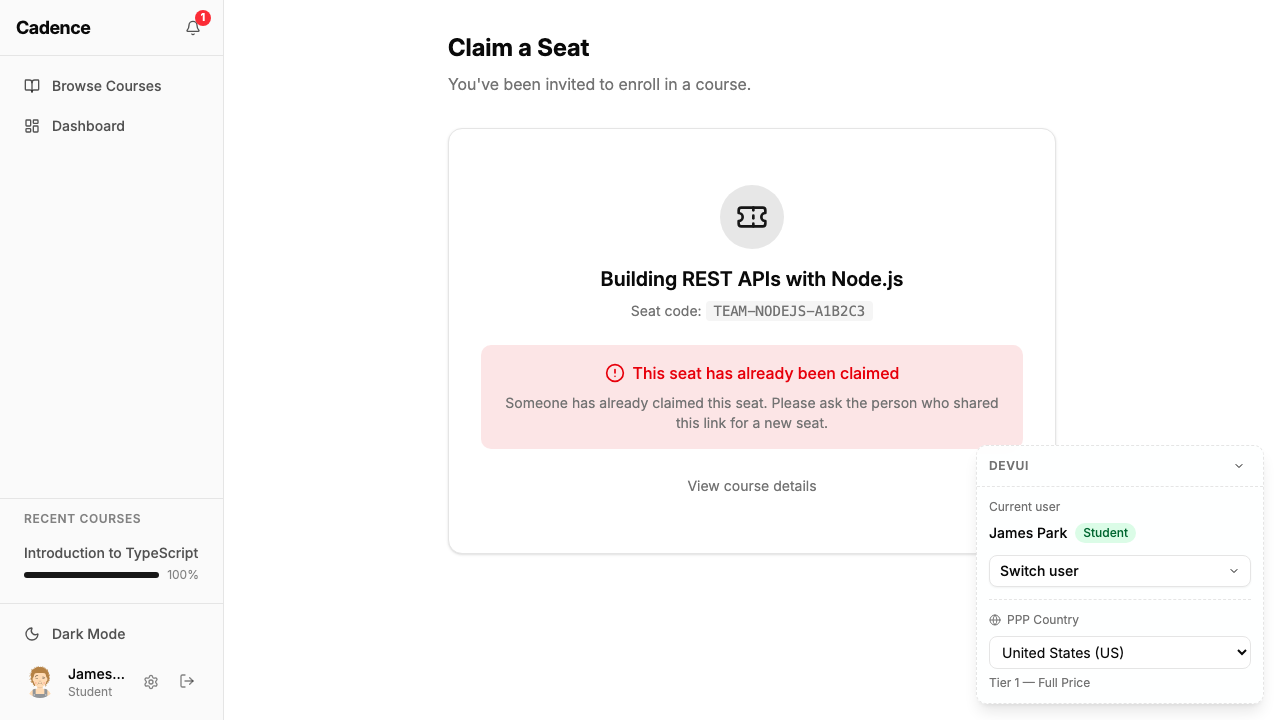 Cadence
1
Browse Courses
Dashboard
RECENT COURSES
Introduction to TypeScript
100%
Dark Mode
James...
Student
Claim a Seat
You've been invited to enroll in a course.
Building REST APIs with Node.js
Seat code: TEAM-NODEJS-A1B2C3
This seat has already been claimed
Someone has already claimed this seat. Please ask the person who shared
this link for a new seat.
View course details
DEVUI
Current user
James Park Student
Switch user
PPP Country
United States (US)
Tier 1 — Full Price